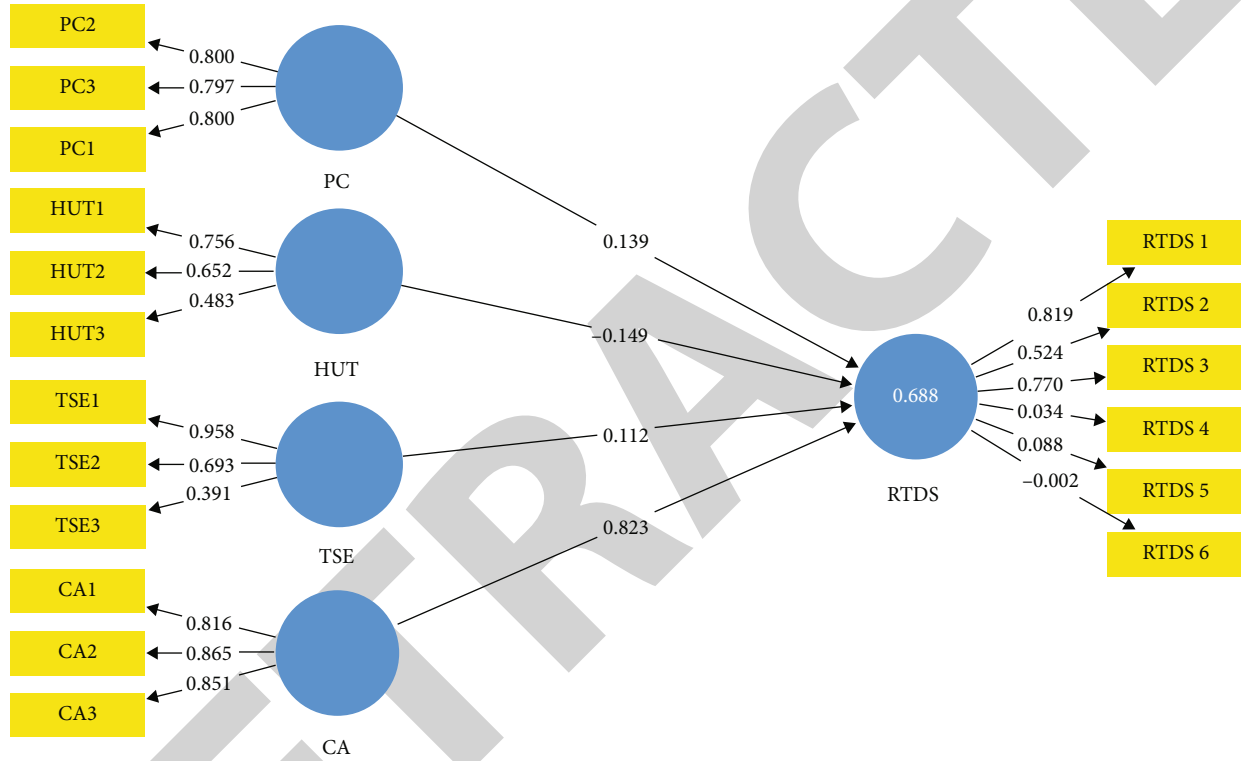 PC2
0.800
PC3
0.797
PC1
0.800
PC
HUT1
0.756
HUT2
0.652
HUT3
0.483
HUT
TSE1
0.958
TSE2
0.693
TSE3
0.391
TSE
CA1
0.816
CA2
0.865
CA3
0.851
CA
0.139
–0.149
0.112
0.823
0.688
RTDS
0.819
RTDS 1
0.524
RTDS 2
0.770
RTDS 3
0.034
RTDS 4
0.088
RTDS 5
–0.002
RTDS 6